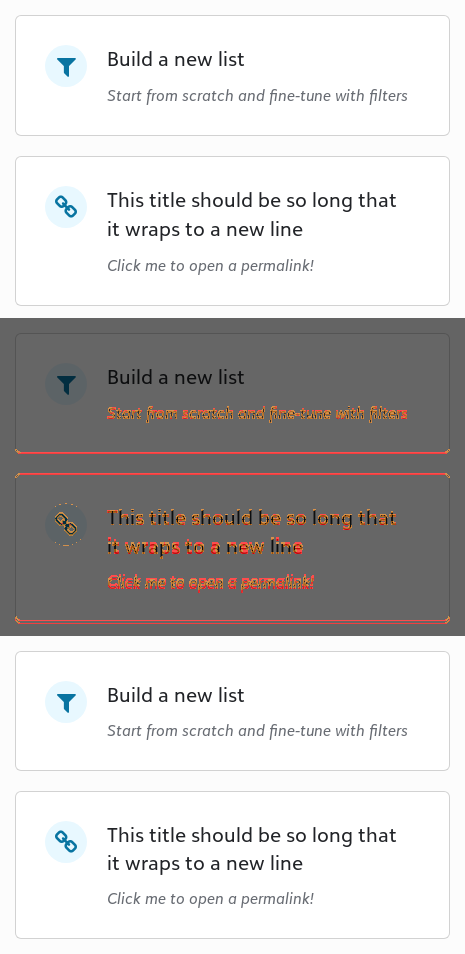 Build a new list
Start from scratch and fine-tune with filters
This title should be so long that
it wraps to a new line
Click me to open a permalink!
Build a new list
Start from scratch and fine-tune with filters
This title should be so long that
it wraps to a new line
Click me to open a permalink!
Build a new list
Start from scratch and fine-tune with filters
This title should be so long that
it wraps to a new line
Click me to open a permalink!